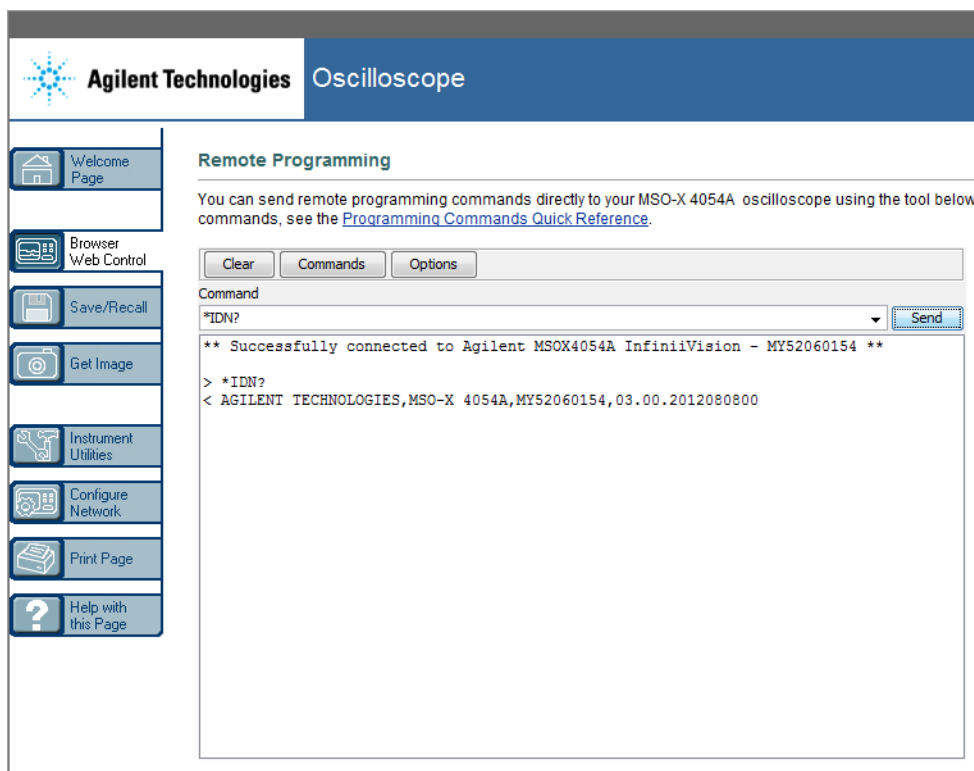 Agilent Technologies
Oscilloscope
Welcome
Page
Browser
Web Control
Save/Recall
Get Image
Instrument
Utilities
Configure
Network
Print Page
?
Help with
this Page
Remote Programming
You can send remote programming commands directly to your MSO-X 4054A oscilloscope using the tool below
commands, see the Programming Commands Quick Reference.
Clear Commands Options
Command
*IDN? Send
** Successfully connected to Agilent MSOX4054A InfiniiVision - MY52060154 **
> *IDN?
< AGILENT TECHNOLOGIES,MSO-X 4054A,MY52060154,03.00.2012080800